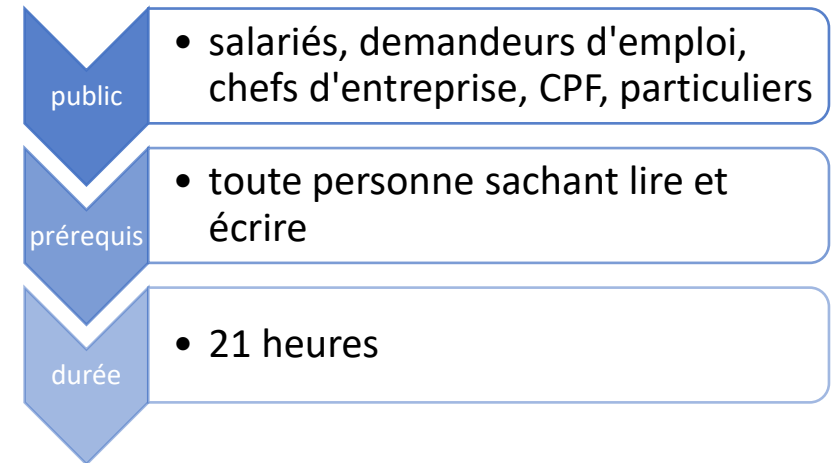 public
• salariés, demandeurs d'emploi,
chefs d'entreprise, CPF, particuliers
prérequis
• toute personne sachant lire et
écrire
durée
• 21 heures